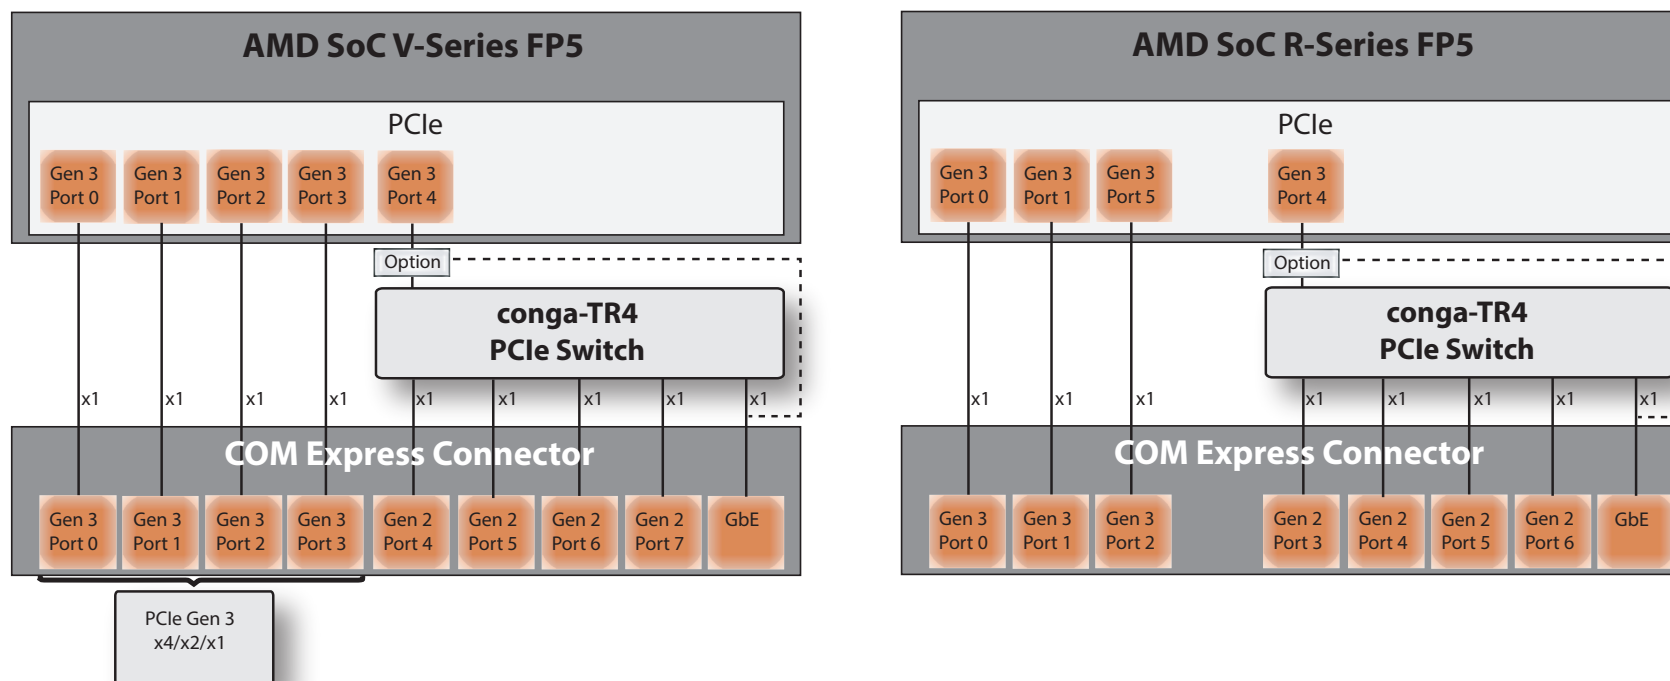 AMD SoC V-Series FP5
PCIe
Gen 3 Port 0
Gen 3 Port 1
Gen 3 Port 2
Gen 3 Port 3
Gen 3 Port 4
Option
conga-TR4
PCIe Switch
x1
x1
x1
x1
x1
x1
x1
x1
x1
COM Express Connector
Gen 3 Port 0
Gen 3 Port 1
Gen 3 Port 2
Gen 3 Port 3
Gen 2 Port 4
Gen 2 Port 5
Gen 2 Port 6
Gen 2 Port 7
GbE
PCIe Gen 3
x4/x2/x1
AMD SoC R-Series FP5
PCIe
Gen 3 Port 0
Gen 3 Port 1
Gen 3 Port 5
Gen 3 Port 4
Option
conga-TR4
PCIe Switch
x1
x1
x1
x1
x1
x1
x1
x1
COM Express Connector
Gen 3 Port 0
Gen 3 Port 1
Gen 3 Port 2
Gen 2 Port 3
Gen 2 Port 4
Gen 2 Port 5
Gen 2 Port 6
GbE